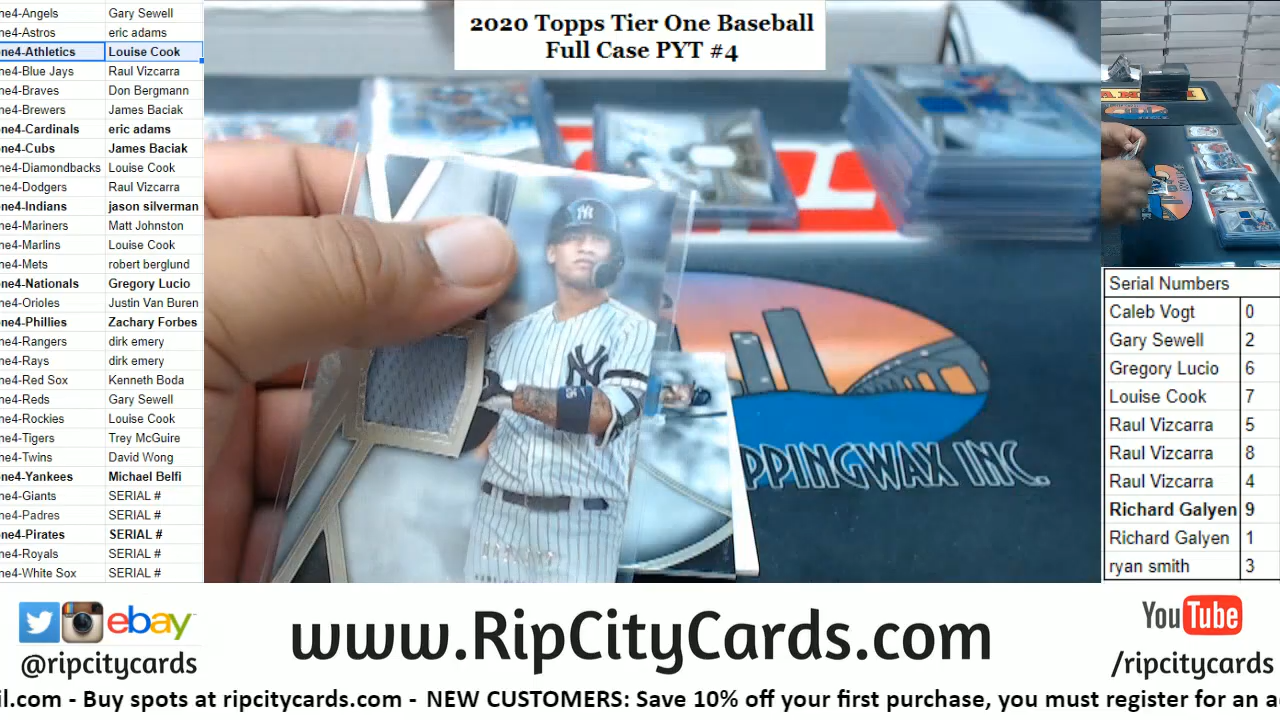 ne4-Angels Gary Sewell
ne4-Astros eric adams
ne4-Athletics Louise Cook
ne4-Blue Jays Raul Vizcarra
ne4-Braves Don Bergmann
ne4-Brewers James Baciak
one4-Cardinals eric adams
one4-Cubs James Baciak
ne4-Diamondbacks Louise Cook
ne4-Dodgers Raul Vizcarra
one4-Indians jason silverman
ne4-Mariners Matt Johnston
ne4-Marlins Louise Cook
ne4-Mets robert berglund
one4-Nationals Gregory Lucio
ne4-Orioles Justin Van Buren
one4-Phillies Zachary Forbes
ne4-Rangers dirk emery
ne4-Rays dirk emery
ne4-Red Sox Kenneth Boda
ne4-Reds Gary Sewell
ne4-Rockies Louise Cook
ne4-Tigers Trey McGuire
ne4-Twins David Wong
one4-Yankees Michael Belfi
ne4-Giants SERIAL #
ne4-Padres SERIAL #
one4-Pirates SERIAL #
ne4-Royals SERIAL #
ne4-White Sox SERIAL #
2020 Topps Tier One Baseball
Full Case PYT #4
NY
NY
PPINGWAX INC.
Serial Numbers
Caleb Vogt 0
Gary Sewell 2
Gregory Lucio 6
Louise Cook 7
Raul Vizcarra 5
Raul Vizcarra 8
Raul Vizcarra 4
Richard Galyen 9
Richard Galyen 1
ryan smith 3
ebay
@ripcitycards
www.RipCityCards.com
YouTube
/ripcitycards
il.com - Buy spots at ripcitycards.com - NEW CUSTOMERS: Save 10% off your first purchase, you must register for an a